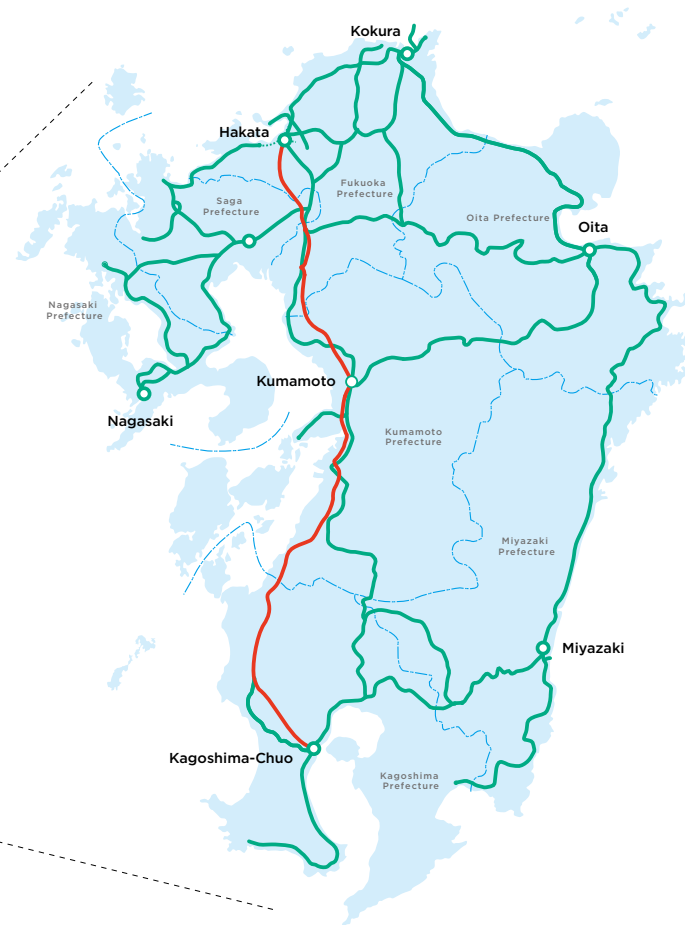 Kokura
Hakata
Fukuoka
Prefecture
Saga
Prefecture
Oita Prefecture
Oita
Nagasaki
Prefecture
Kumamoto
Nagasaki
Kumamoto
Prefecture
Miyazaki
Prefecture
Miyazaki
Kagoshima-Chuo
Kagoshima
Prefecture